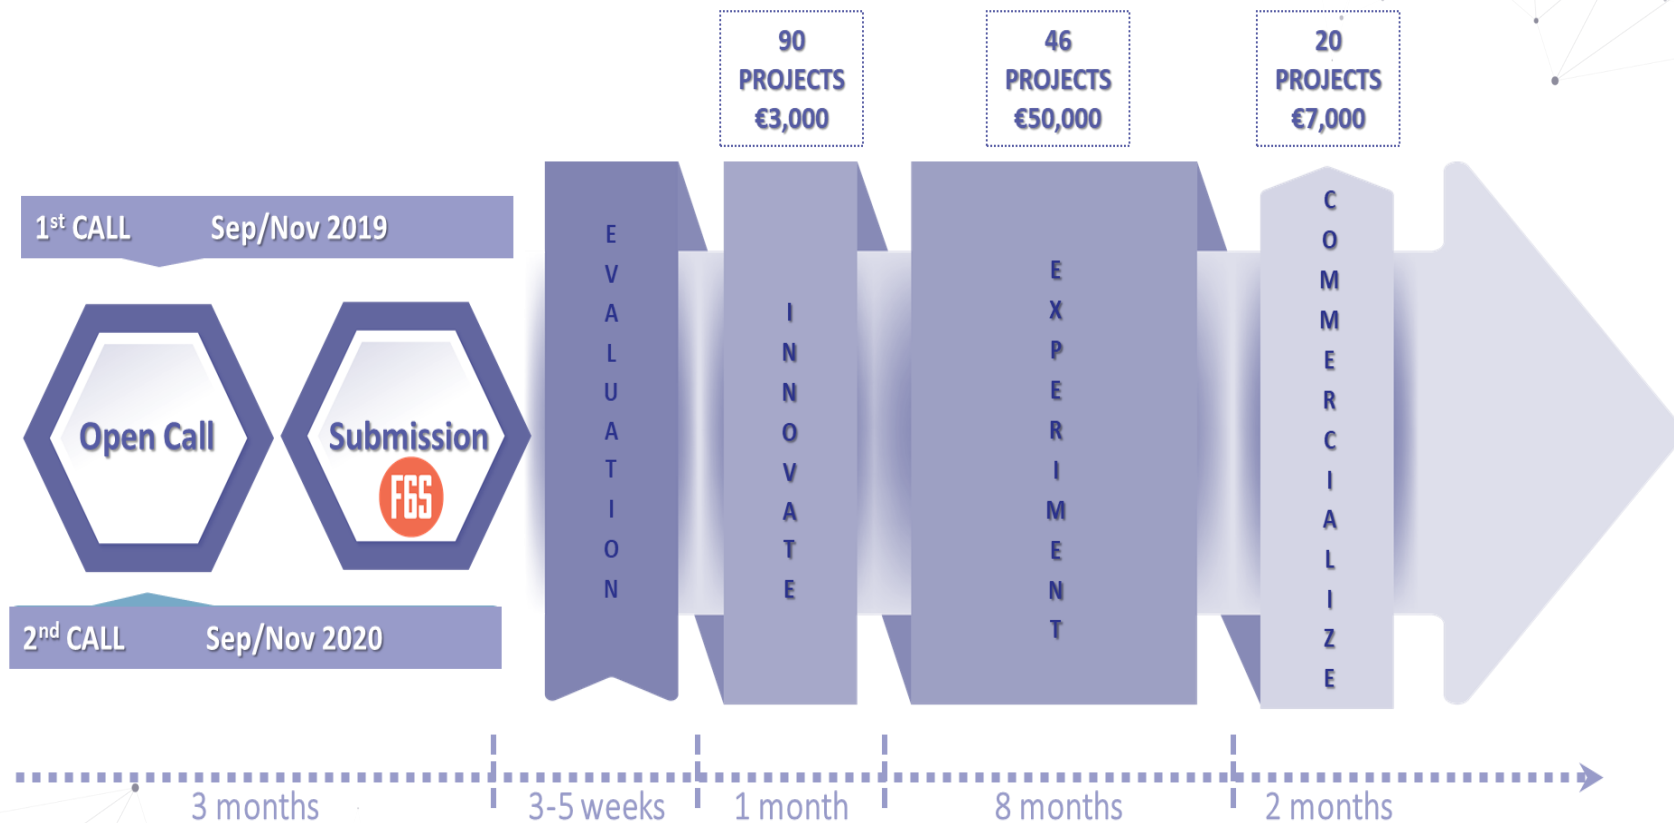 90
PROJECTS
€3,000
46
PROJECTS
€50,000
20
PROJECTS
€7,000
1st CALL Sep/Nov 2019
Open Call
Submission
F6S
2nd CALL Sep/Nov 2020
EVALUATION
INNOVATE
EXPERIMENT
COMMERCIALIZE
3 months
3-5 weeks
1 month
8 months
2 months